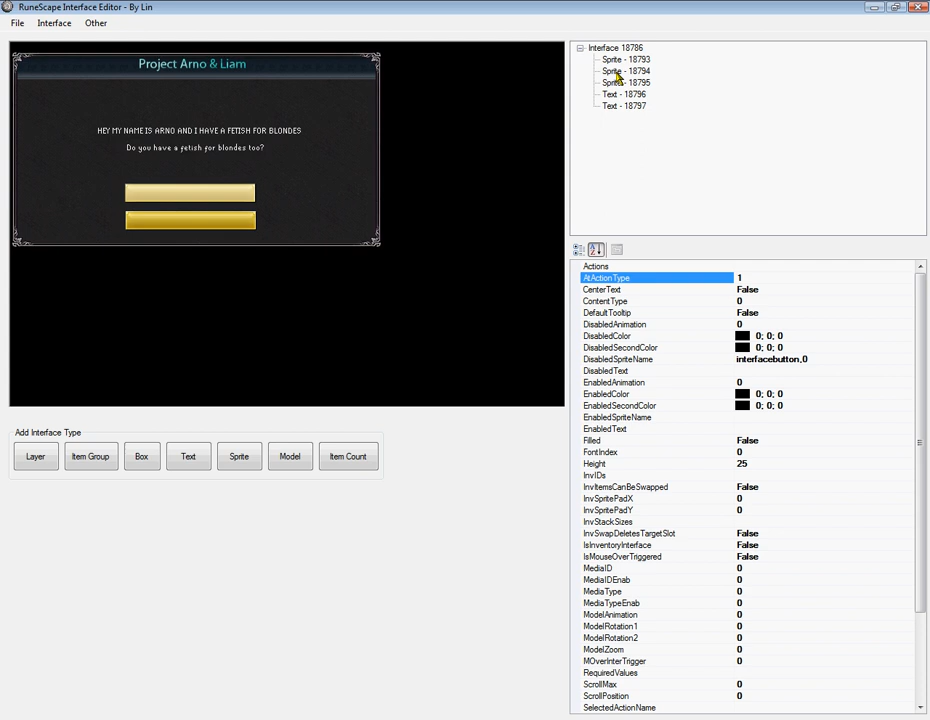 RuneScape Interface Editor - By Lin
File Interface Other
Project Arno & Liam
HEY MY NAME IS ARNO AND I HAVE A FETISH FOR BLONDES
Do you have a fetish for blondes too?
Add Interface Type
Layer Item Group Box Text Sprite Model Item Count
Interface 18786
Sprite - 18793
Sprite - 18794
Sprite - 18795
Text - 18796
Text - 18797
Actions
AtActionType 1
CenterText False
ContentType 0
DefaultTooltip False
DisabledAnimation 0
DisabledColor 0; 0; 0
DisabledSecondColor 0; 0; 0
DisabledSpriteName interfacebutton,0
DisabledText
EnabledAnimation 0
EnabledColor 0; 0; 0
EnabledSecondColor 0; 0; 0
EnabledSpriteName
EnabledText
Filled False
FontIndex 0
Height 25
InvIDs
InvItemsCanBeSwapped False
InvSpritePadX 0
InvSpritePadY 0
InvStackSizes
InvSwapDeletesTargetSlot False
IsInventoryInterface False
IsMouseOverTriggered False
MediaID 0
MediaIDEnab 0
MediaType 0
MediaTypeEnab 0
ModelAnimation 0
ModelRotation1 0
ModelRotation2 0
ModelZoom 0
MOverInterTrigger 0
RequiredValues
ScrollMax 0
ScrollPosition 0
SelectedActionName